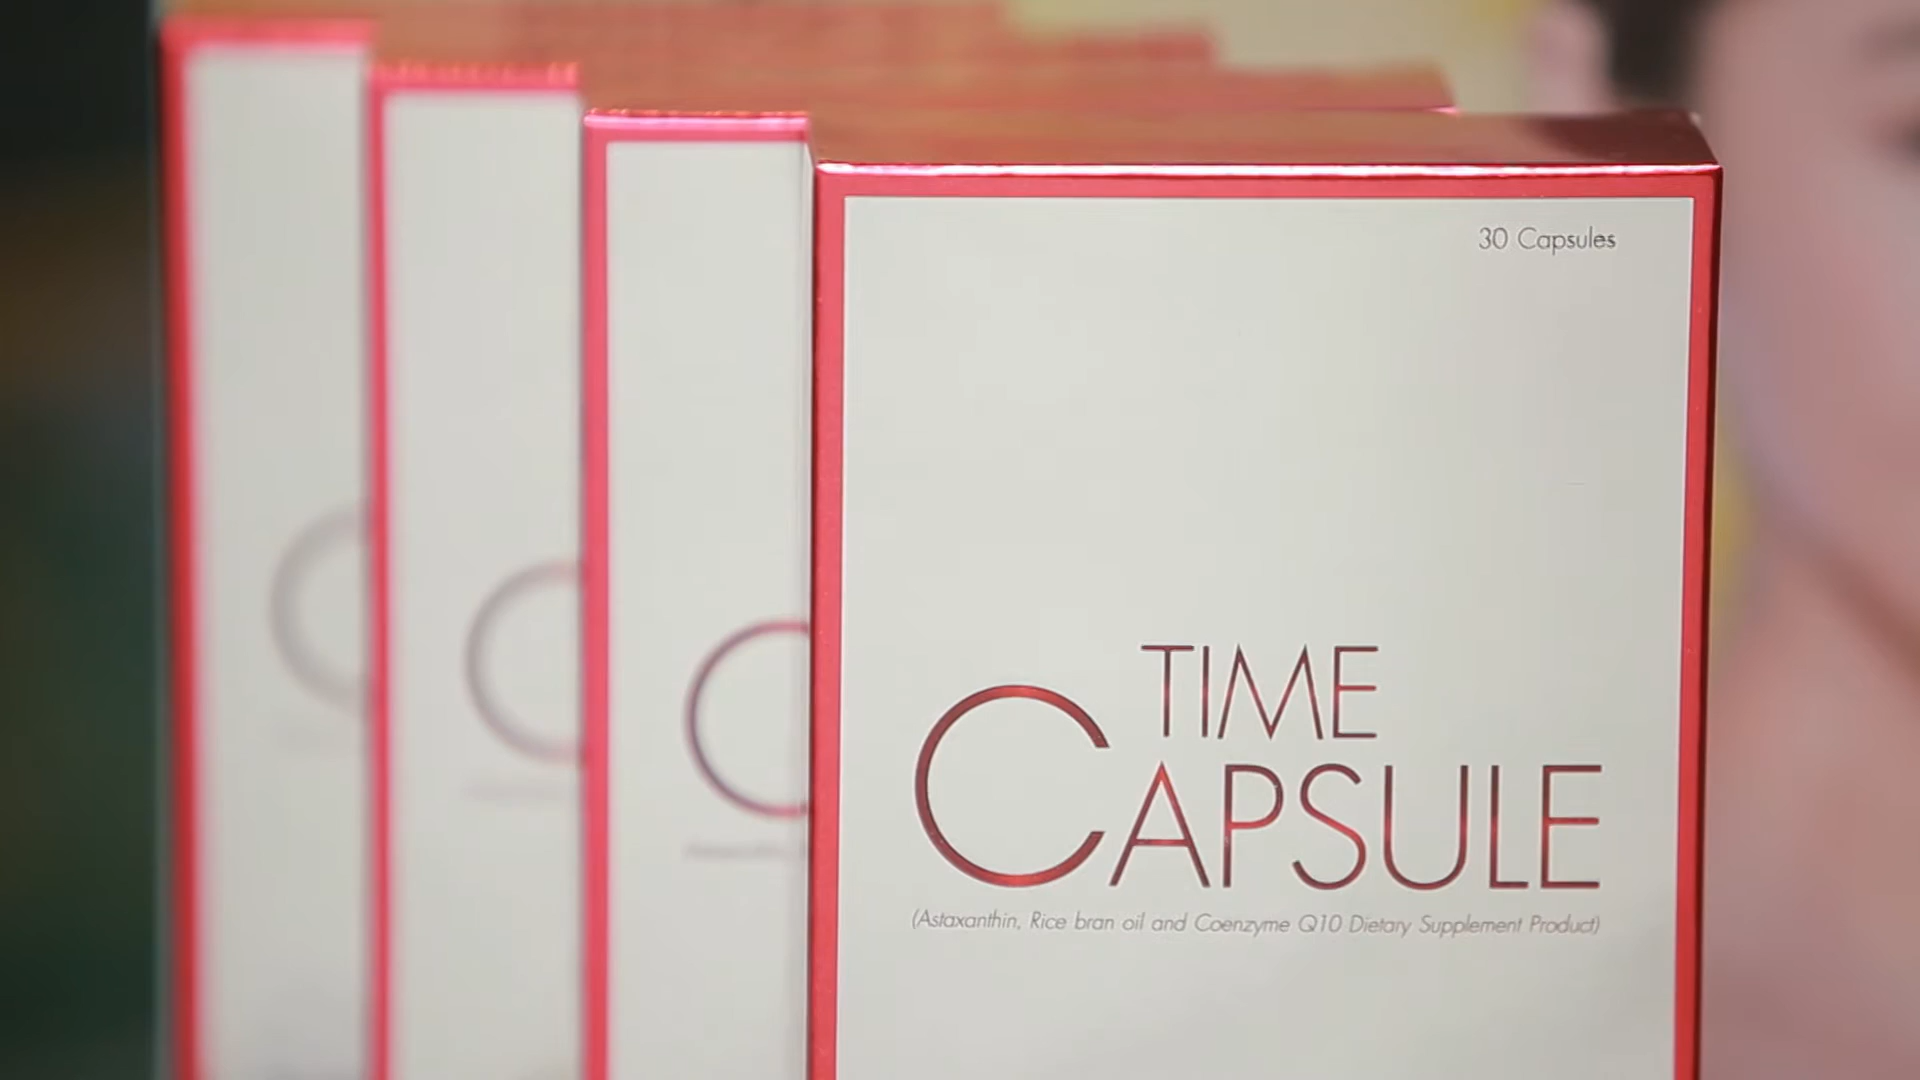 30 Capsules
TIME
CAPSULE
(Astaxanthin, Rice bran oil and Coenzyme Q10 Dietary Supplement Product)
C
C
C